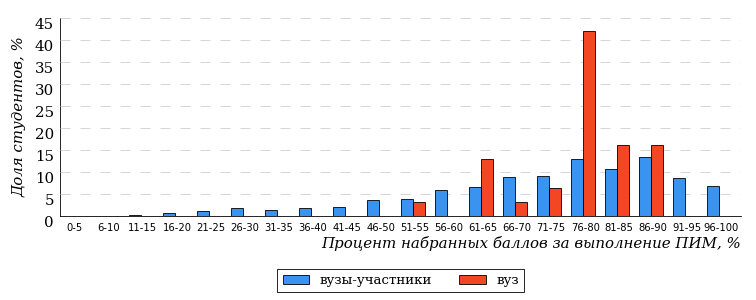 Доля студентов, %
45
40
35
30
25
20
15
10
5
0
0-5 6-10 11-15 16-20 21-25 26-30 31-35 36-40 41-45 46-50 51-55 56-60 61-65 66-70 71-75 76-80 81-85 86-90 91-95 96-100
Процент набранных баллов за выполнение ПИМ, %
вузы-участники вуз